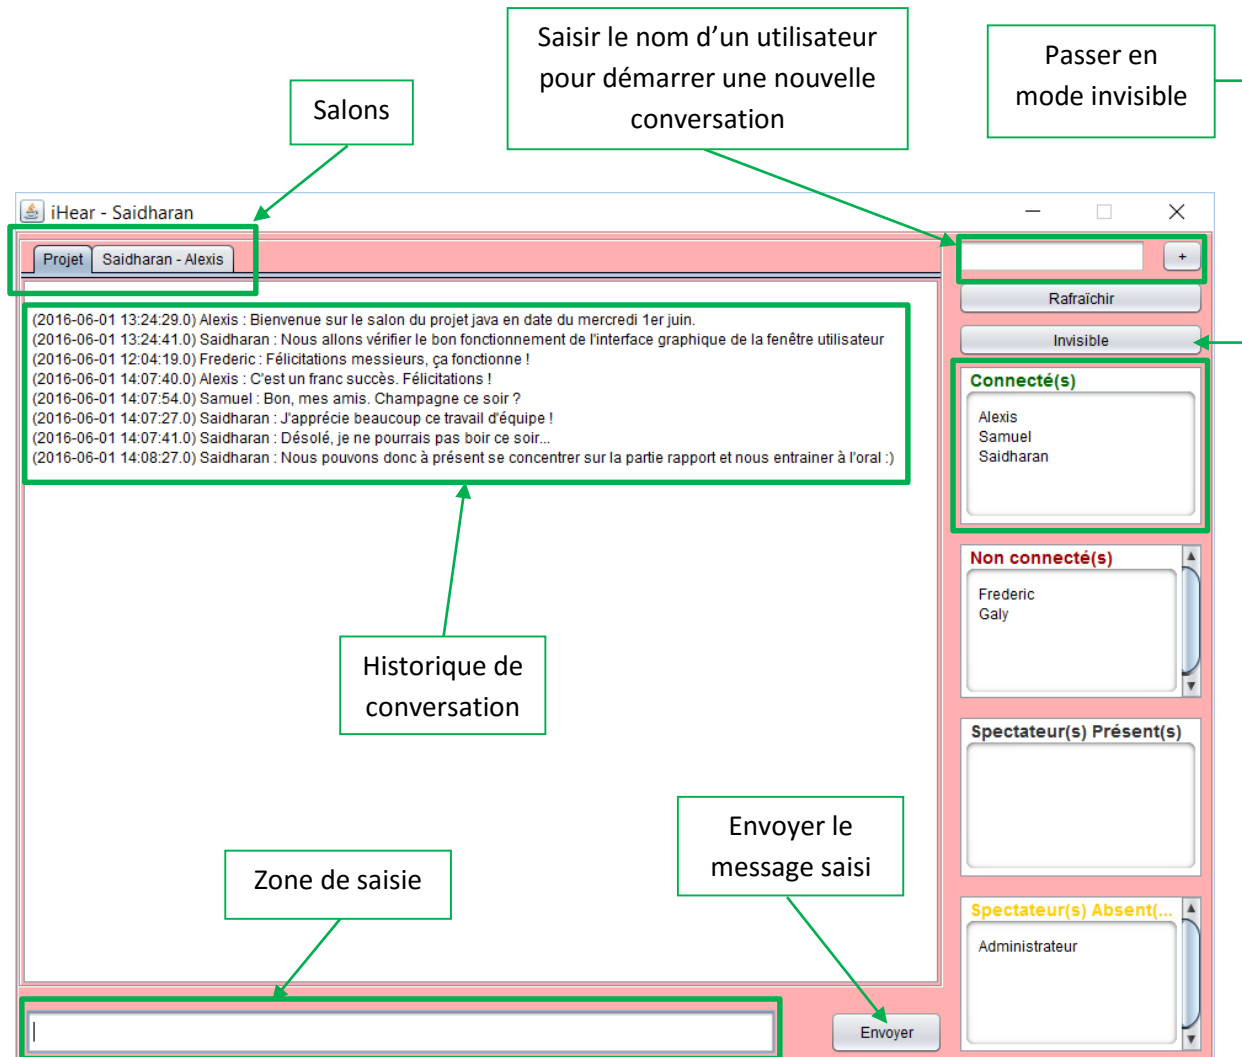 Saisir le nom d’un utilisateur
pour démarrer une nouvelle
conversation
Passer en
mode invisible
Salons
iHear - Saidharan
Projet
Saidharan - Alexis
+
Rafraîchir
Invisible
(2016-06-01 13:24:29.0) Alexis : Bienvenue sur le salon du projet java en date du mercredi 1er juin.
(2016-06-01 13:24:41.0) Saidharan : Nous allons vérifier le bon fonctionnement de l'interface graphique de la fenêtre utilisateur
(2016-06-01 12:04:19.0) Frederic : Félicitations messieurs, ça fonctionne !
(2016-06-01 14:07:40.0) Alexis : C'est un franc succès. Félicitations !
(2016-06-01 14:07:54.0) Samuel : Bon, mes amis. Champagne ce soir ?
(2016-06-01 14:07:27.0) Saidharan : J'apprécie beaucoup ce travail d'équipe !
(2016-06-01 14:07:41.0) Saidharan : Désolé, je ne pourrais pas boir ce soir...
(2016-06-01 14:08:27.0) Saidharan : Nous pouvons donc à présent se concentrer sur la partie rapport et nous entrainer à l'oral :)
Connecté(s)
Alexis
Samuel
Saidharan
Non connecté(s)
Frederic
Galy
Historique de
conversation
Spectateur(s) Présent(s)
Envoyer le
message saisi
Zone de saisie
Spectateur(s) Absent(...
Administrateur
Envoyer